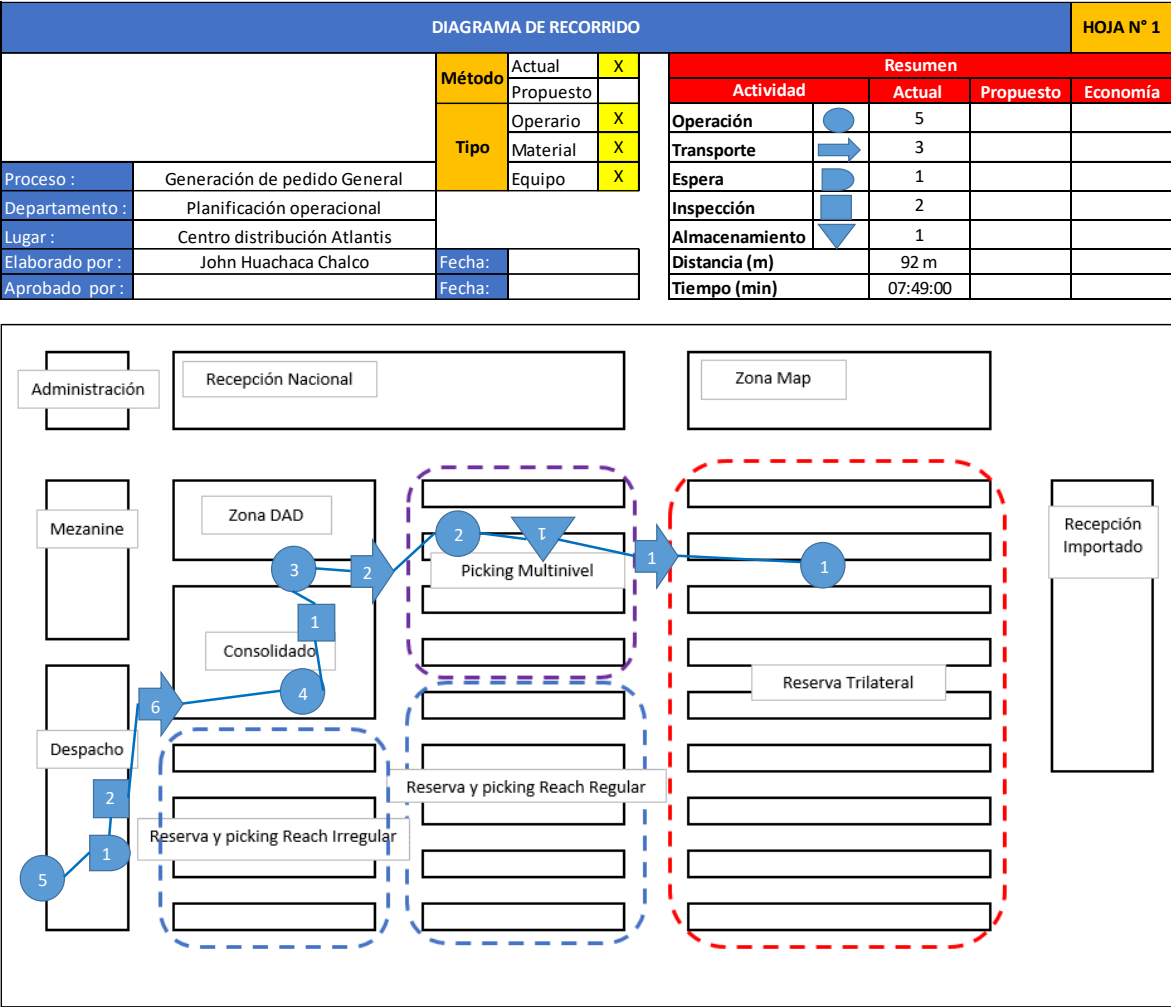 DIAGRAMA DE RECORRIDO
HOJA N° 1
Método
Actual X
Propuesto
Tipo
Operario X
Material X
Equipo X
Proceso : Generación de pedido General
Departamento : Planificación operacional
Lugar : Centro distribución Atlantis
Elaborado por : John Huachaca Chalco Fecha:
Aprobado por : Fecha:
Resumen
Actividad Actual Propuesto Economía
Operación 5
Transporte 3
Espera 1
Inspección 2
Almacenamiento 1
Distancia (m) 92 m
Tiempo (min) 07:49:00
Administración
Recepción Nacional
Zona Map
Mezanine
Zona DAD
2
1
Picking Multinivel
1
1
Recepción
Importado
3
2
1
Consolidado
4
6
Reserva Trilateral
Despacho
Reserva y picking Reach Regular
2
Reserva y picking Reach Irregular
1
5